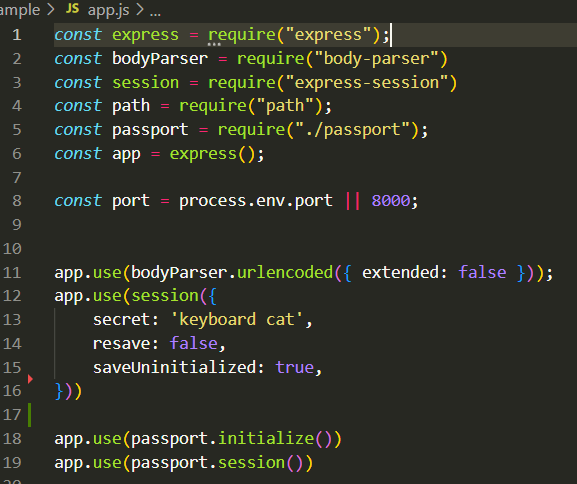 ample > JS app.js > ...
1 const express = require("express");
2 const bodyParser = require("body-parser")
3 const session = require("express-session")
4 const path = require("path");
5 const passport = require("./passport");
6 const app = express();
7
8 const port = process.env.port || 8000;
9
10
11 app.use(bodyParser.urlencoded({ extended: false }));
12 app.use(session({
13     secret: 'keyboard cat',
14     resave: false,
15     saveUninitialized: true,
16 }))
17
18 app.use(passport.initialize())
19 app.use(passport.session())